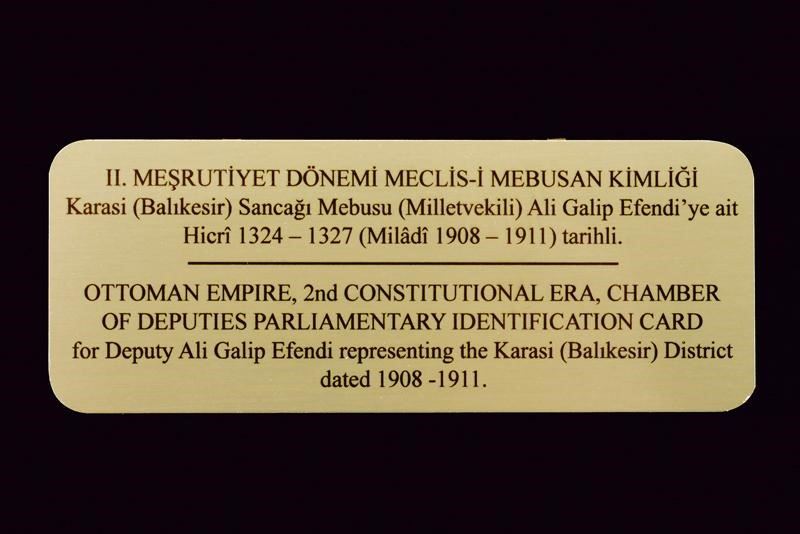 II. MEŞRUTİYET DÖNEMİ MECLİS-İ MEBUSAN KİMLİĞİ
Karasi (Balıkesir) Sancağı Mebusu (Milletvekili) Ali Galip Efendi'ye ait
Hicrî 1324 – 1327 (Milâdî 1908 – 1911) tarihli.
OTTOMAN EMPIRE, 2nd CONSTITUTIONAL ERA, CHAMBER
OF DEPUTIES PARLIAMENTARY IDENTIFICATION CARD
for Deputy Ali Galip Efendi representing the Karasi (Balıkesir) District
dated 1908 -1911.